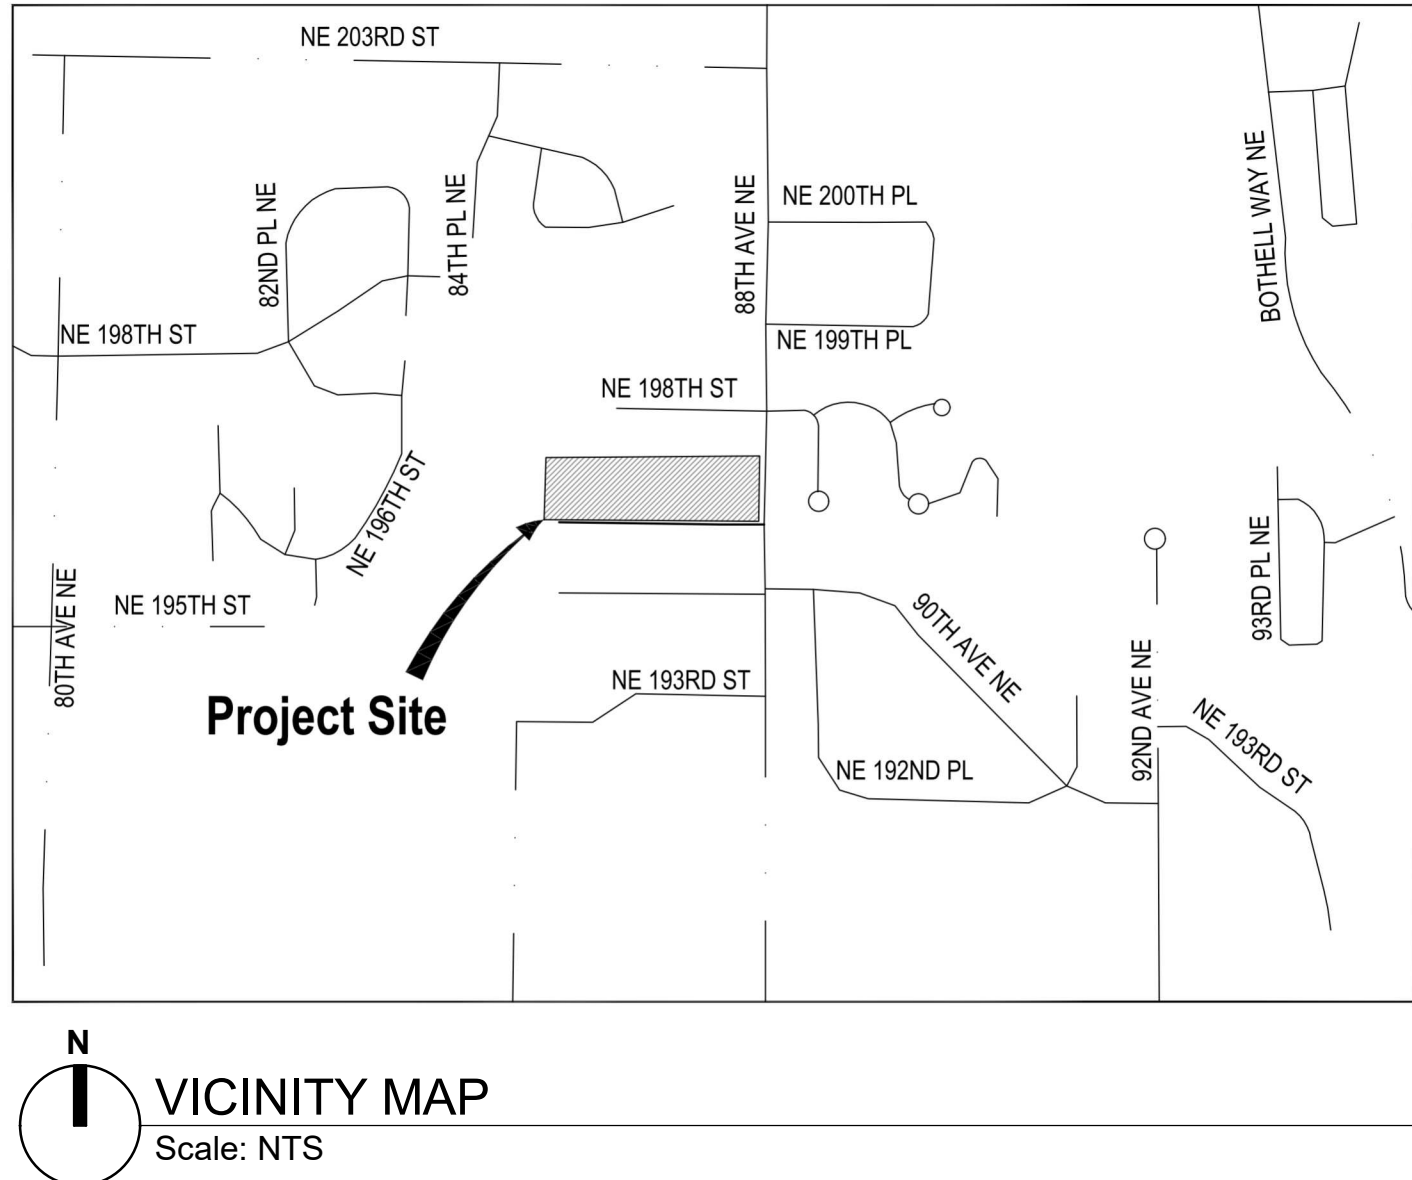 NE 203RD ST
82ND PL NE
84TH PL NE
88TH AVE NE
NE 200TH PL
BOTHELL WAY NE
NE 198TH ST
NE 199TH PL
NE 198TH ST
NE 196TH ST
80TH AVE NE
NE 195TH ST
90TH AVE NE
93RD PL NE
NE 193RD ST
92ND AVE NE
NE 193RD ST
Project Site
NE 192ND PL
N
VICINITY MAP
Scale: NTS